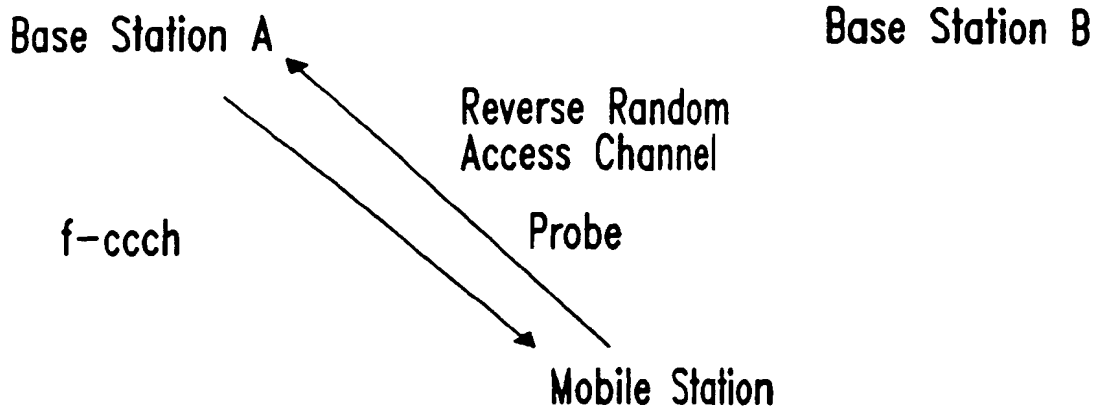 Base Station A
Base Station B
Reverse Random
Access Channel
f-ccch
Probe
Mobile Station